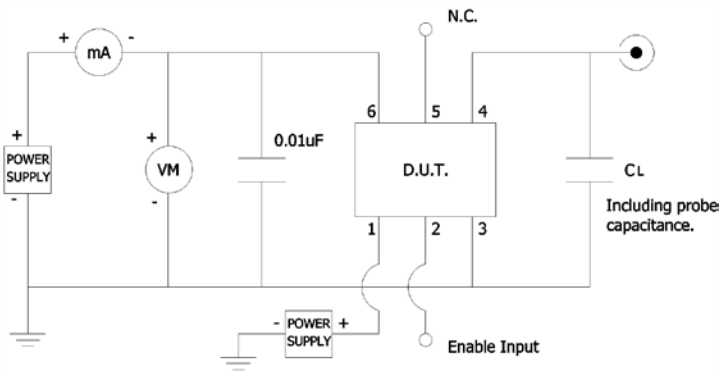 N.C.
+ mA -
6 5 4
0.01uF
+
POWER
SUPPLY
-
+
VM
-
D.U.T.
CL
Including probe
capacitance.
1 2 3
- POWER +
SUPPLY
Enable Input